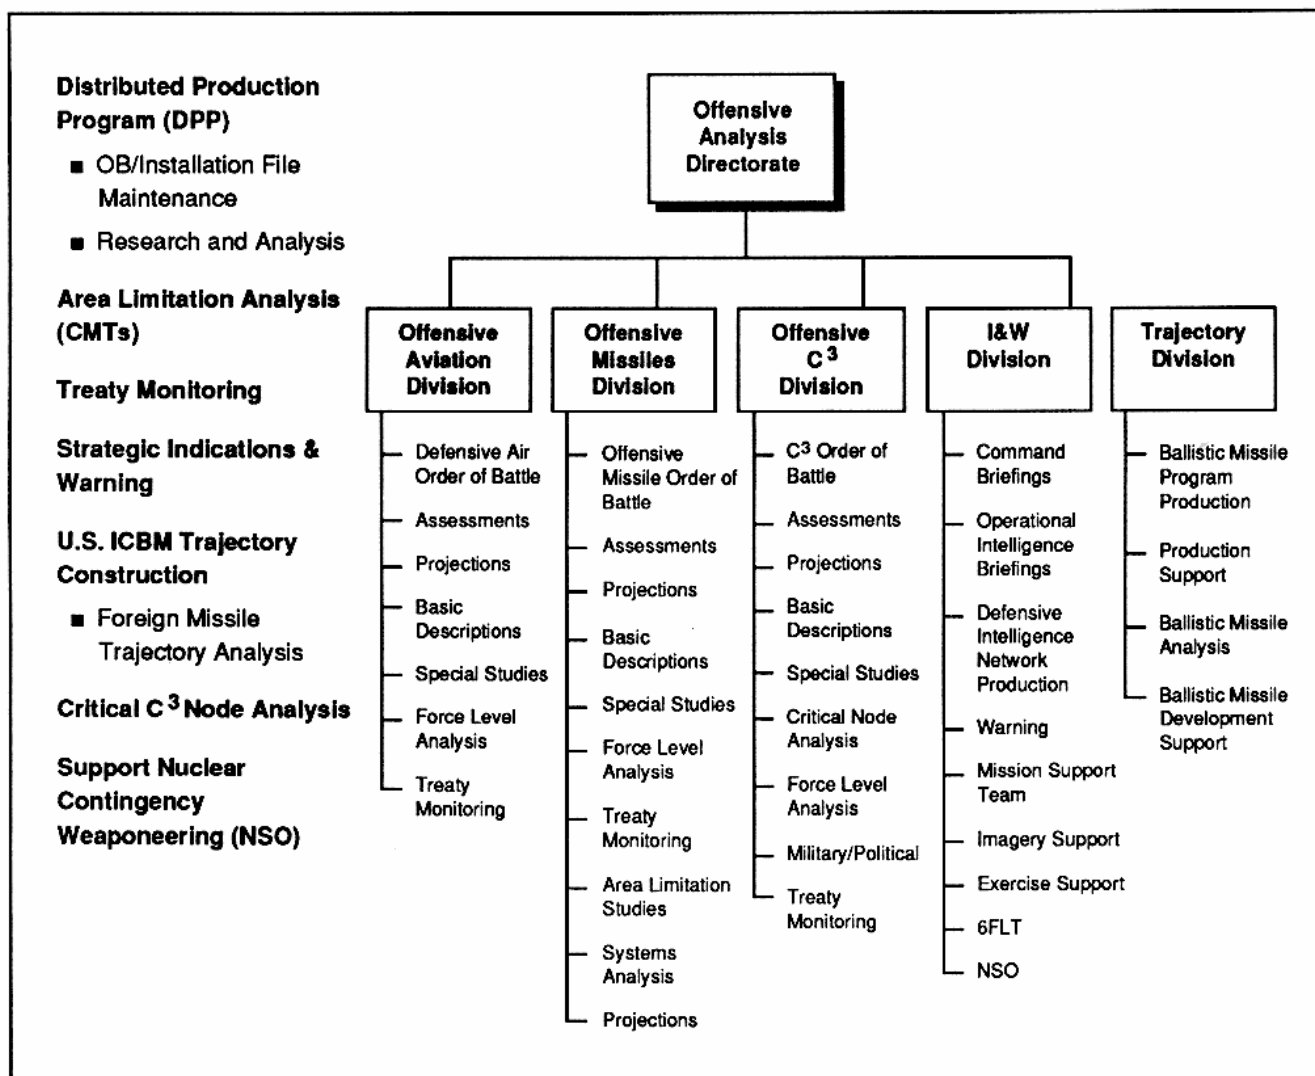 Distributed Production
Program (DPP)
■ OB/Installation File
Maintenance
■ Research and Analysis
Area Limitation Analysis
(CMTs)
Treaty Monitoring
Strategic Indications &
Warning
U.S. ICBM Trajectory
Construction
■ Foreign Missile
Trajectory Analysis
Critical C³ Node Analysis
Support Nuclear
Contingency
Weaponeering (NSO)
Offensive
Analysis
Directorate
Offensive
Aviation
Division
Defensive Air
Order of Battle
Assessments
Projections
Basic
Descriptions
Special Studies
Force Level
Analysis
Treaty
Monitoring
Offensive
Missiles
Division
Offensive
Missile Order of
Battle
Assessments
Projections
Basic
Descriptions
Special Studies
Force Level
Analysis
Treaty
Monitoring
Area Limitation
Studies
Systems
Analysis
Projections
Offensive
C³
Division
C³ Order of
Battle
Assessments
Projections
Basic
Descriptions
Special Studies
Critical Node
Analysis
Force Level
Analysis
Military/Political
Treaty
Monitoring
I&W
Division
Command
Briefings
Operational
Intelligence
Briefings
Defensive
Intelligence
Network
Production
Warning
Mission Support
Team
Imagery Support
Exercise Support
6FLT
NSO
Trajectory
Division
Ballistic Missile
Program
Production
Production
Support
Ballistic Missile
Analysis
Ballistic Missile
Development
Support